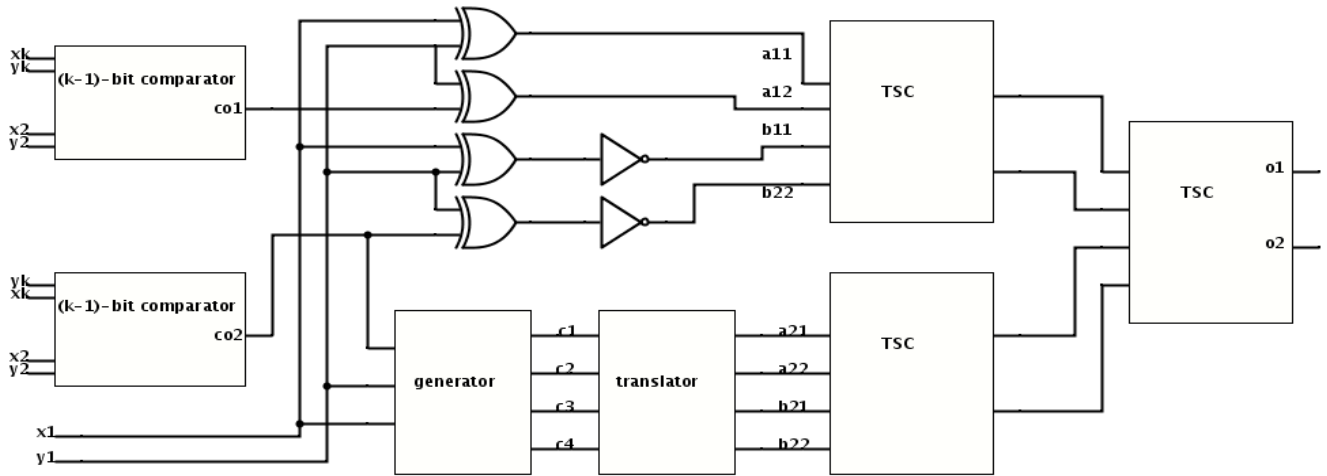 xk
yk
(k-1)-bit comparator
co1
x2
y2
a11
a12
b11
b22
TSC
TSC
o1
o2
yk
xk
(k-1)-bit comparator
co2
x2
y2
generator
c1
c2
c3
c4
translator
a21
a22
b21
b22
TSC
x1
y1